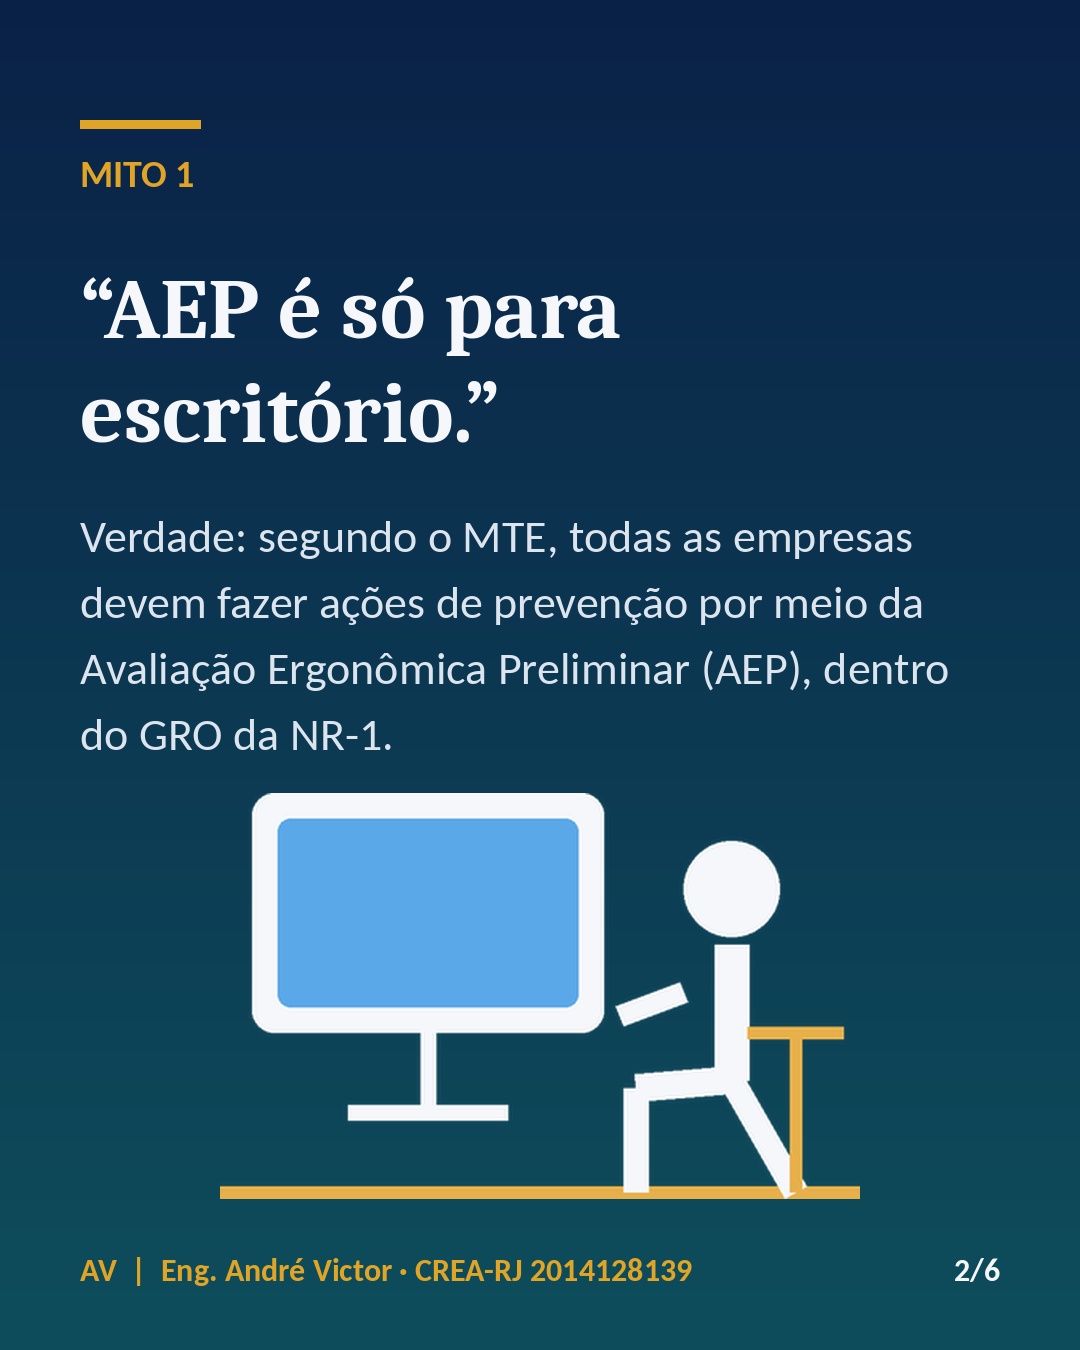 MITO 1
“AEP é só para
escritório.”
Verdade: segundo o MTE, todas as empresas
devem fazer ações de prevenção por meio da
Avaliação Ergonômica Preliminar (AEP), dentro
do GRO da NR-1.
AV | Eng. André Victor · CREA-RJ 2014128139
2/6